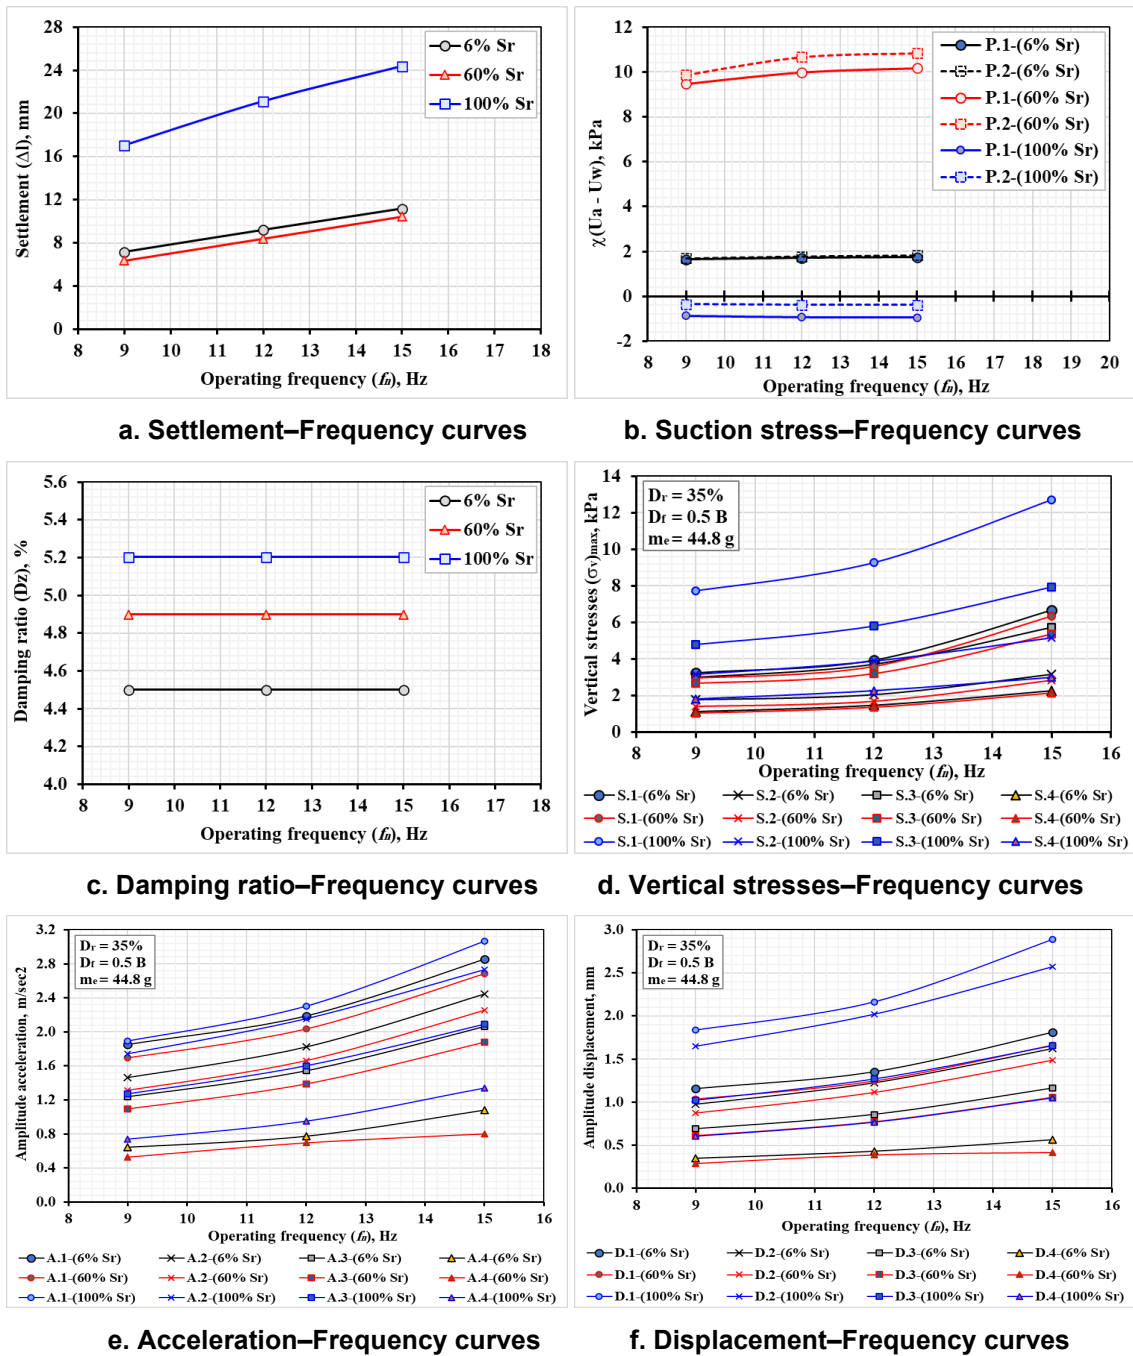 28
24
20
16
12
8
4
0
Settlement (Δl), mm
6% Sr
60% Sr
100% Sr
8 9 10 11 12 13 14 15 16 17 18
Operating frequency (fn), Hz
a. Settlement–Frequency curves
12
10
8
6
4
2
0
-2
χ(Ua - Uw), kPa
P.1-(6% Sr)
P.2-(6% Sr)
P.1-(60% Sr)
P.2-(60% Sr)
P.1-(100% Sr)
P.2-(100% Sr)
8 9 10 11 12 13 14 15 16 17 18 19 20
Operating frequency (fn), Hz
b. Suction stress–Frequency curves
5.6
5.4
5.2
5.0
4.8
4.6
4.4
4.2
4.0
Damping ratio (Dz), %
6% Sr
60% Sr
100% Sr
8 9 10 11 12 13 14 15 16 17 18
Operating frequency (fn), Hz
c. Damping ratio–Frequency curves
14
12
10
8
6
4
2
0
Vertical stresses (σv)max, kPa
Dr = 35%
Df = 0.5 B
me = 44.8 g
8 9 10 11 12 13 14 15 16
Operating frequency (fn), Hz
S.1-(6% Sr) S.2-(6% Sr) S.3-(6% Sr) S.4-(6% Sr)
S.1-(60% Sr) S.2-(60% Sr) S.3-(60% Sr) S.4-(60% Sr)
S.1-(100% Sr) S.2-(100% Sr) S.3-(100% Sr) S.4-(100% Sr)
d. Vertical stresses–Frequency curves
3.2
2.8
2.4
2.0
1.6
1.2
0.8
0.4
0.0
Amplitude acceleration, m/sec2
Dr = 35%
Df = 0.5 B
me = 44.8 g
8 9 10 11 12 13 14 15 16
Operating frequency (fn), Hz
A.1-(6% Sr) A.2-(6% Sr) A.3-(6% Sr) A.4-(6% Sr)
A.1-(60% Sr) A.2-(60% Sr) A.3-(60% Sr) A.4-(60% Sr)
A.1-(100% Sr) A.2-(100% Sr) A.3-(100% Sr) A.4-(100% Sr)
e. Acceleration–Frequency curves
3.0
2.5
2.0
1.5
1.0
0.5
0.0
Amplitude displacement, mm
Dr = 35%
Df = 0.5 B
me = 44.8 g
8 9 10 11 12 13 14 15 16
Operating frequency (fn), Hz
D.1-(6% Sr) D.2-(6% Sr) D.3-(6% Sr) D.4-(6% Sr)
D.1-(60% Sr) D.2-(60% Sr) D.3-(60% Sr) D.4-(60% Sr)
D.1-(100% Sr) D.2-(100% Sr) D.3-(100% Sr) D.4-(100% Sr)
f. Displacement–Frequency curves